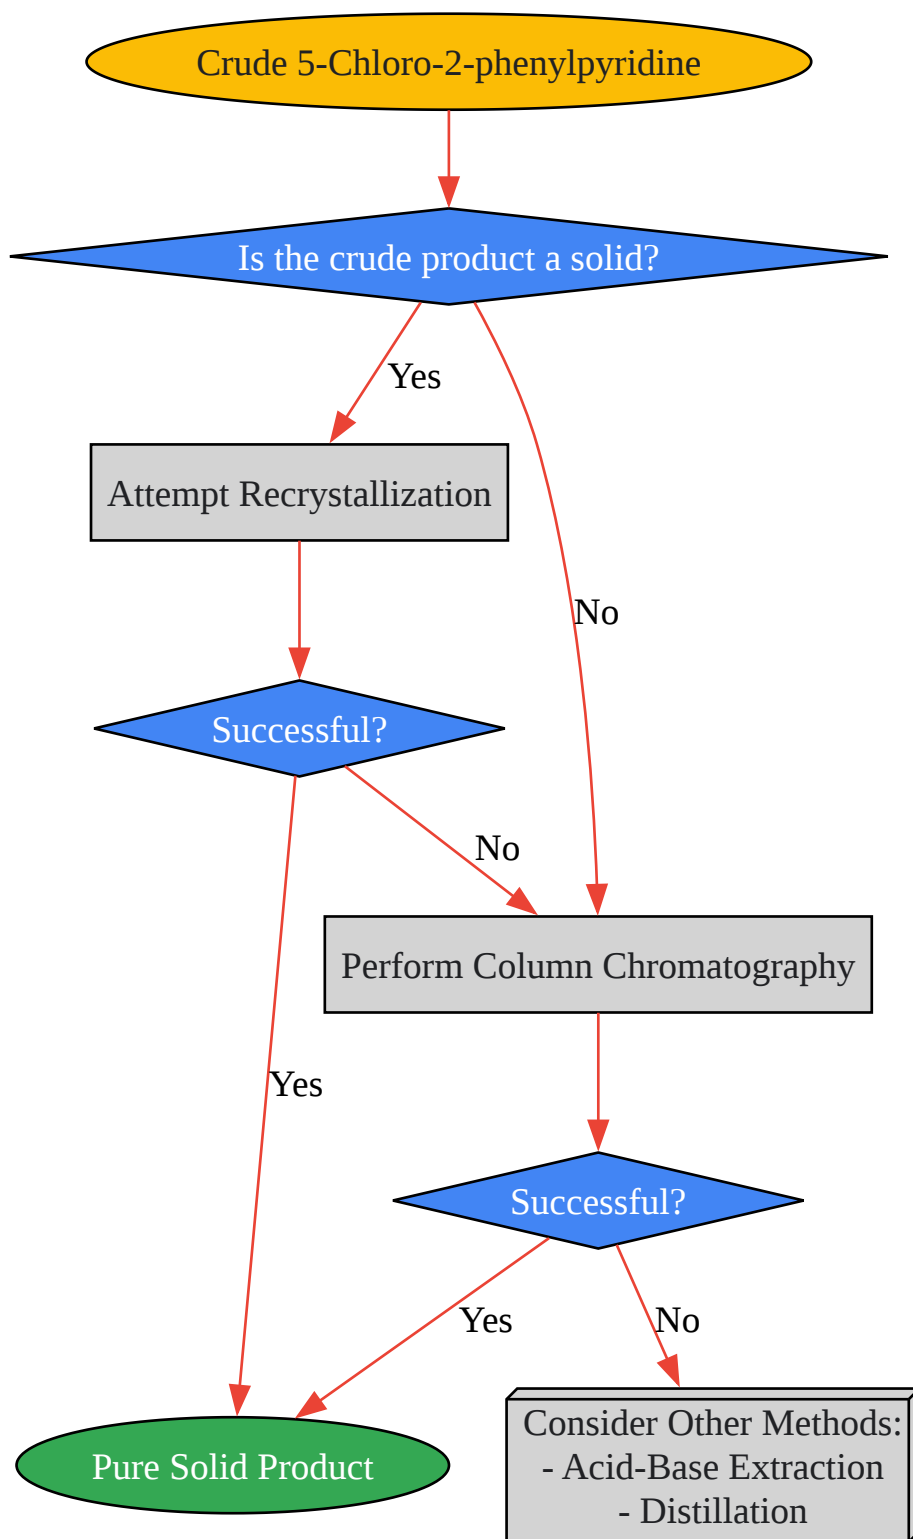 Crude 5-Chloro-2-phenylpyridine
Is the crude product a solid?
Yes
Attempt Recrystallization
No
Successful?
No
Perform Column Chromatography
Yes
Successful?
Yes
No
Consider Other Methods:
- Acid-Base Extraction
- Distillation
Pure Solid Product